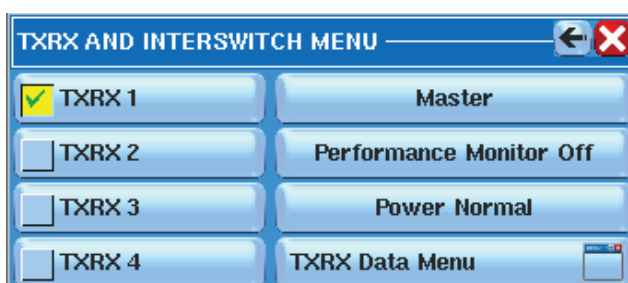 TXRX AND INTERSWITCH MENU
TXRX 1
Master
TXRX 2
Performance Monitor Off
TXRX 3
Power Normal
TXRX 4
TXRX Data Menu